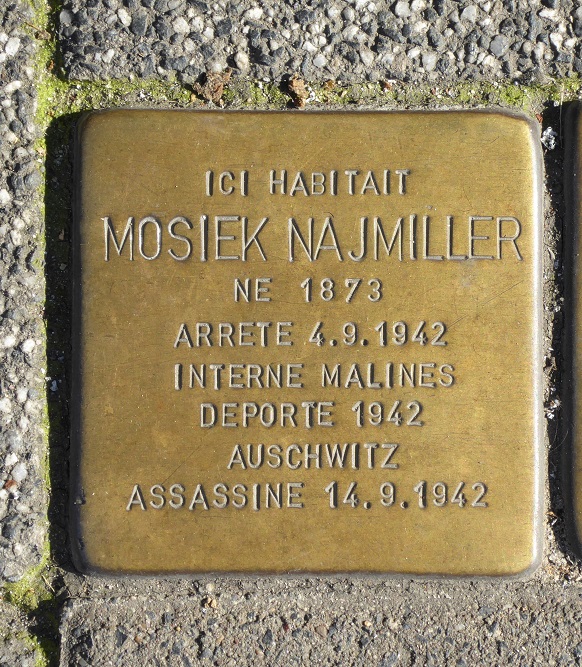 ICI HABITAIT
MOSIEK NAJMILLER
NE 1873
ARRETE 4.9.1942
INTERNE MALINES
DEPORTE 1942
AUSCHWITZ
ASSASSINE 14.9.1942